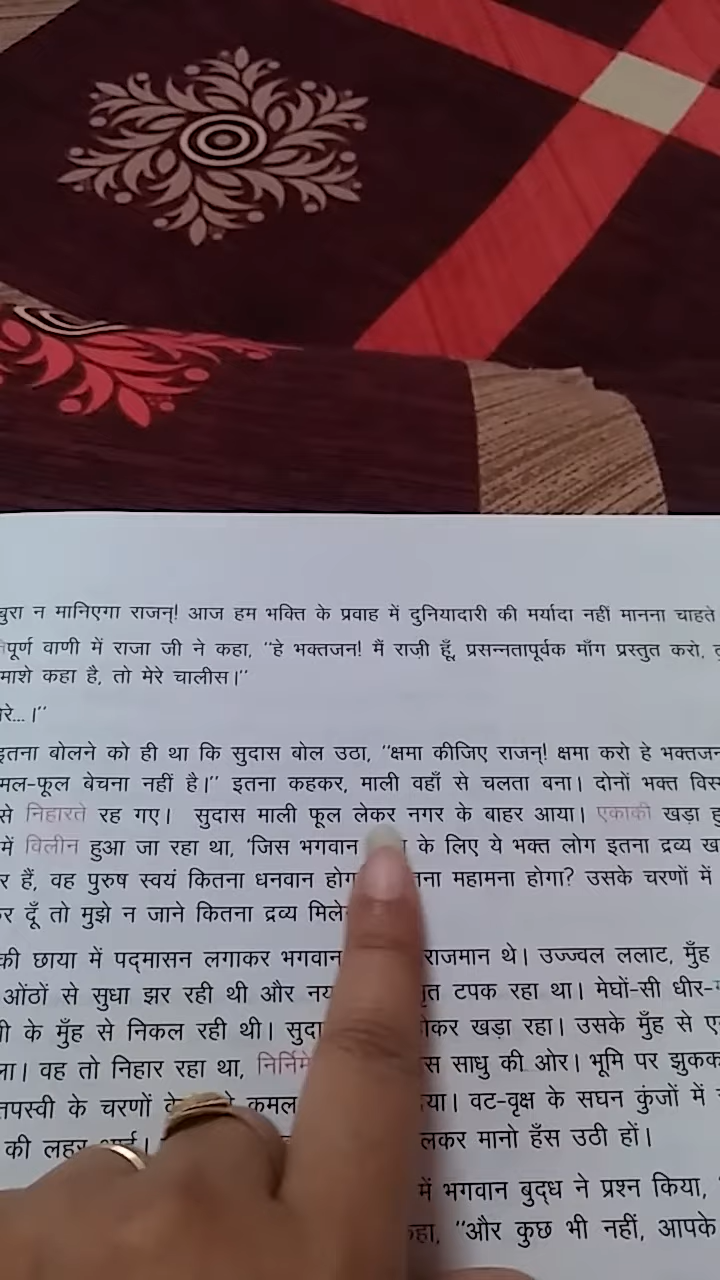 बुरा न मानिएगा राजन्! आज हम भक्ति के प्रवाह में दुनियादारी की मर्यादा नहीं मानना चाहते
पूर्ण वाणी में राजा जी ने कहा, "हे भक्तजन! मैं राज़ी हूँ, प्रसन्नतापूर्वक माँग प्रस्तुत करो,
माशे कहा है, तो मेरे चालीस।"
रे... ।"
इतना बोलने को ही था कि सुदास बोल उठा, "क्षमा कीजिए राजन्! क्षमा करो हे भक्तजन
मल-फूल बेचना नहीं है।" इतना कहकर, माली वहाँ से चलता बना। दोनों भक्त
से निहारते रह गए। सुदास माली फूल लेकर नगर के बाहर आया। एकाकी खड़ा
में विलीन हुआ जा रहा था, 'जिस भगवान के लिए ये भक्त लोग इतना द्रव्य
र हैं, वह पुरुष स्वयं कितना धनवान महामना होगा? उसके चरणों में
र दूँ तो मुझे न जाने कितना द्रव्य
की छाया में पद्मासन लगाकर भगवान राजमान थे। उज्ज्वल ललाट, मुँह
ओंठों से सुधा झर रही थी और टपक रहा था। मेघों-सी
के मुँह से निकल रही थी। खड़ा रहा। उसके मुँह से
ला। वह तो निहार रहा था, साधु की ओर। भूमि पर
तपस्वी के चरणों कमल या। वट-वृक्ष के सघन कुंजों में
की लहर लकर मानो हँस उठी हों।
में भगवान बुद्ध ने प्रश्न किया,
"और कुछ भी नहीं, आपके